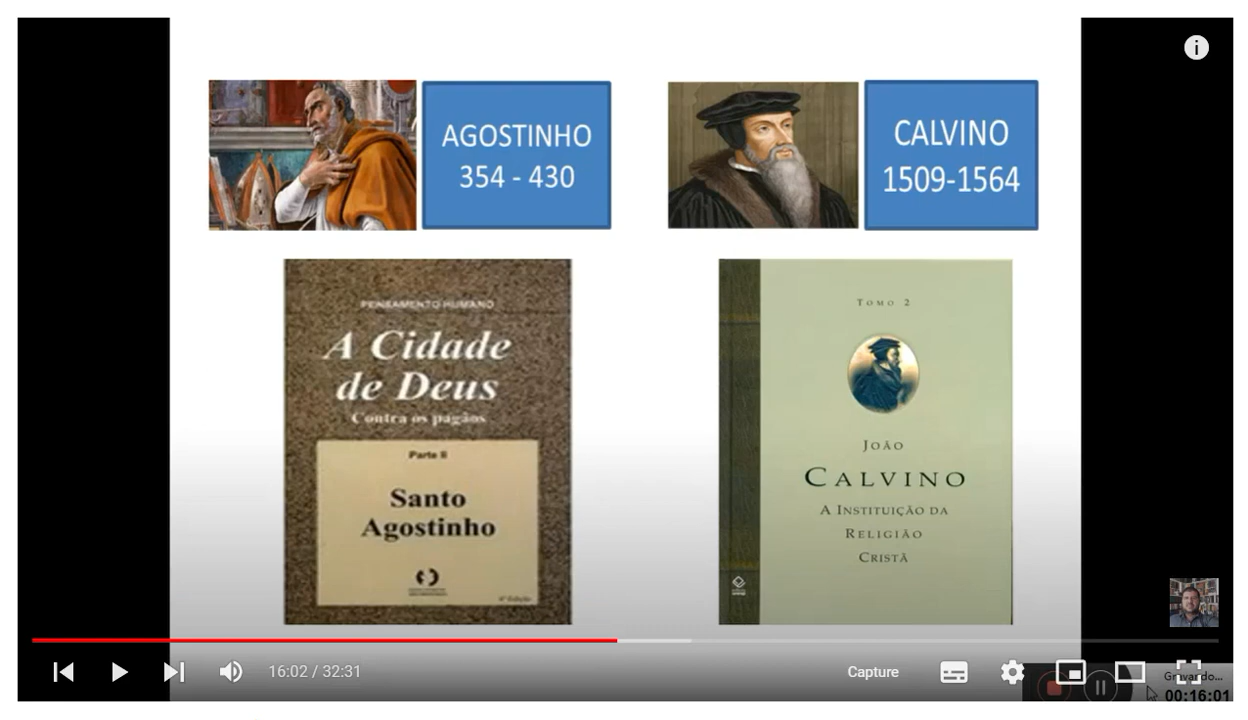 AGOSTINHO
354 - 430
CALVINO
1509-1564
PENSAMENTO HUMANO
A Cidade
de Deus
Contra os pagãos
Parte II
Santo
Agostinho
TOMO 2
JOÃO
CALVINO
A INSTITUIÇÃO DA
RELIGIÃO
CRISTÃ
16:02 / 32:31
Capture
Gravando...
00:16:01